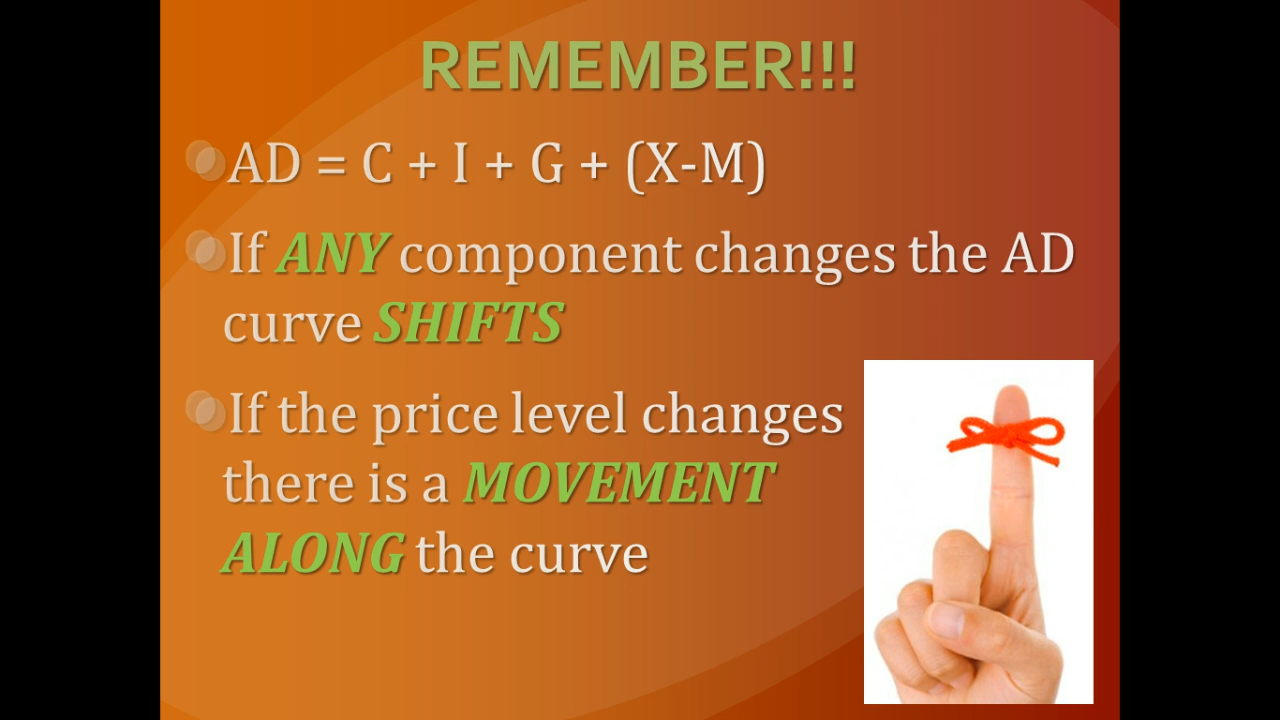 REMEMBER!!!
AD = C + I + G + (X-M)
If ANY component changes the AD
curve SHIFTS
If the price level changes
there is a MOVEMENT
ALONG the curve